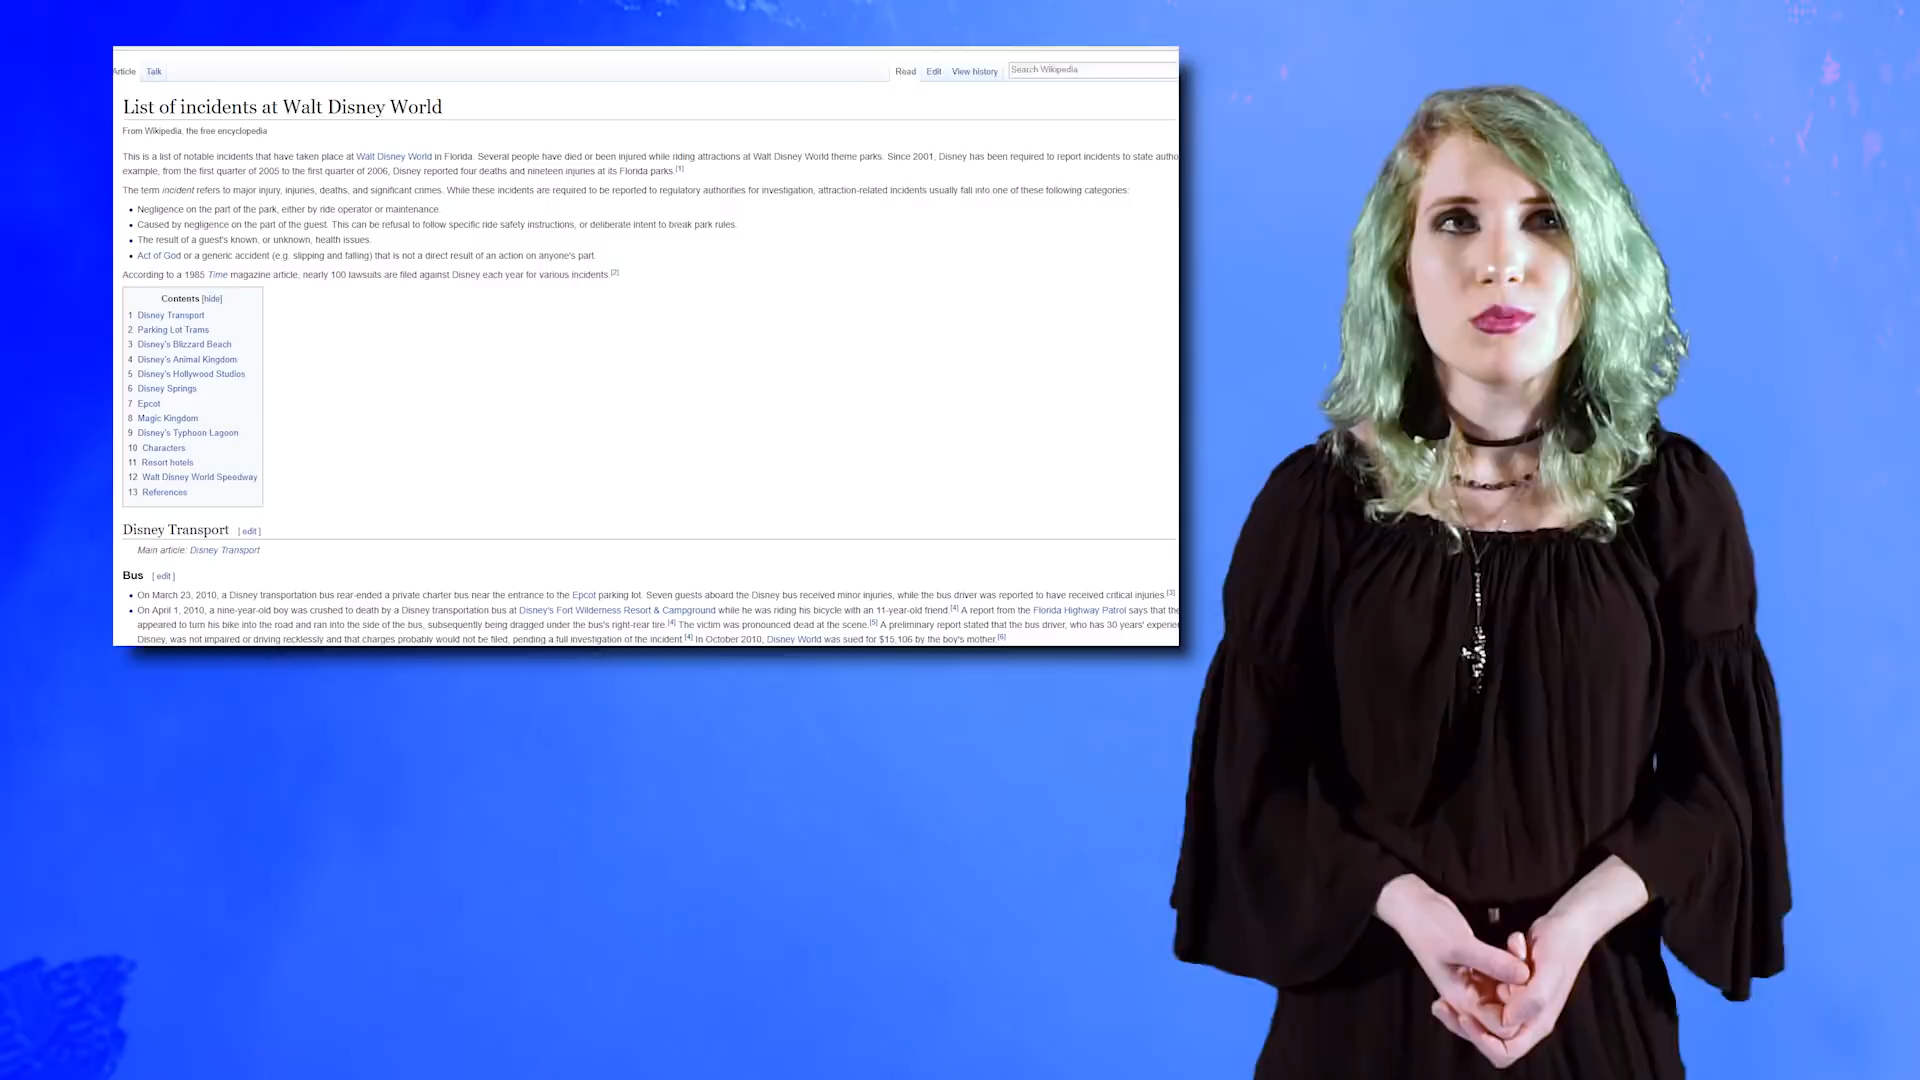 Article Talk Read Edit View history Search Wikipedia
List of incidents at Walt Disney World
From Wikipedia, the free encyclopedia
This is a list of notable incidents that have taken place at Walt Disney World in Florida. Several people have died or been injured while riding attractions at Walt Disney World theme parks. Since 2001, Disney has been required to report incidents to state autho
example, from the first quarter of 2005 to the first quarter of 2006, Disney reported four deaths and nineteen injuries at its Florida parks.[1]
The term incident refers to major injury, injuries, deaths, and significant crimes. While these incidents are required to be reported to regulatory authorities for investigation, attraction-related incidents usually fall into one of these following categories:
• Negligence on the part of the park, either by ride operator or maintenance.
• Caused by negligence on the part of the guest. This can be refusal to follow specific ride safety instructions, or deliberate intent to break park rules.
• The result of a guest's known, or unknown, health issues.
• Act of God or a generic accident (e.g. slipping and falling) that is not a direct result of an action on anyone's part.
According to a 1985 Time magazine article, nearly 100 lawsuits are filed against Disney each year for various incidents.[2]
Contents [hide]
1 Disney Transport
2 Parking Lot Trams
3 Disney's Blizzard Beach
4 Disney's Animal Kingdom
5 Disney's Hollywood Studios
6 Disney Springs
7 Epcot
8 Magic Kingdom
9 Disney's Typhoon Lagoon
10 Characters
11 Resort hotels
12 Walt Disney World Speedway
13 References
Disney Transport [ edit ]
Main article: Disney Transport
Bus [ edit ]
• On March 23, 2010, a Disney transportation bus rear-ended a private charter bus near the entrance to the Epcot parking lot. Seven guests aboard the Disney bus received minor injuries, while the bus driver was reported to have received critical injuries.[3]
• On April 1, 2010, a nine-year-old boy was crushed to death by a Disney transportation bus at Disney's Fort Wilderness Resort & Campground while he was riding his bicycle with an 11-year-old friend.[4] A report from the Florida Highway Patrol says that the
appeared to turn his bike into the road and ran into the side of the bus, subsequently being dragged under the bus's right-rear tire.[4] The victim was pronounced dead at the scene.[5] A preliminary report stated that the bus driver, who has 30 years' experie
Disney, was not impaired or driving recklessly and that charges probably would not be filed, pending a full investigation of the incident.[4] In October 2010, Disney World was sued for $15,106 by the boy's mother.[6]